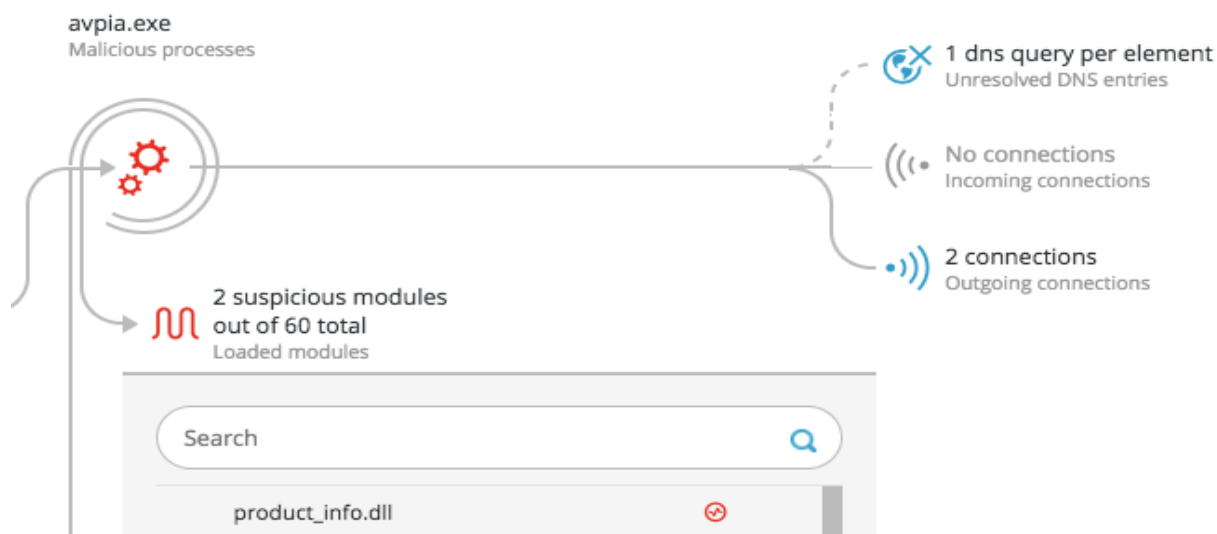 avpia.exe
Malicious processes
1 dns query per element
Unresolved DNS entries
No connections
Incoming connections
2 connections
Outgoing connections
2 suspicious modules
out of 60 total
Loaded modules
Search
product_info.dll